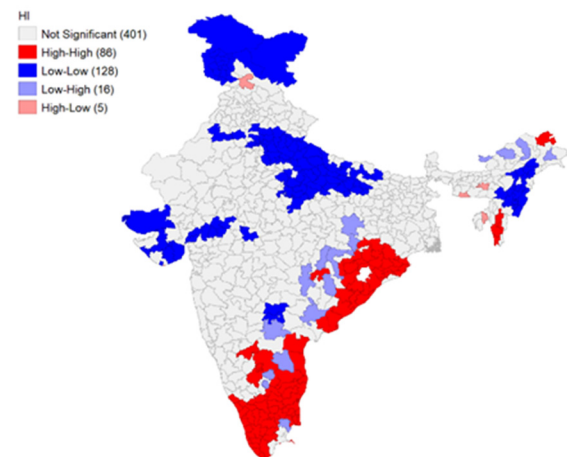 HI
Not Significant (401)
High-High (86)
Low-Low (128)
Low-High (16)
High-Low (5)